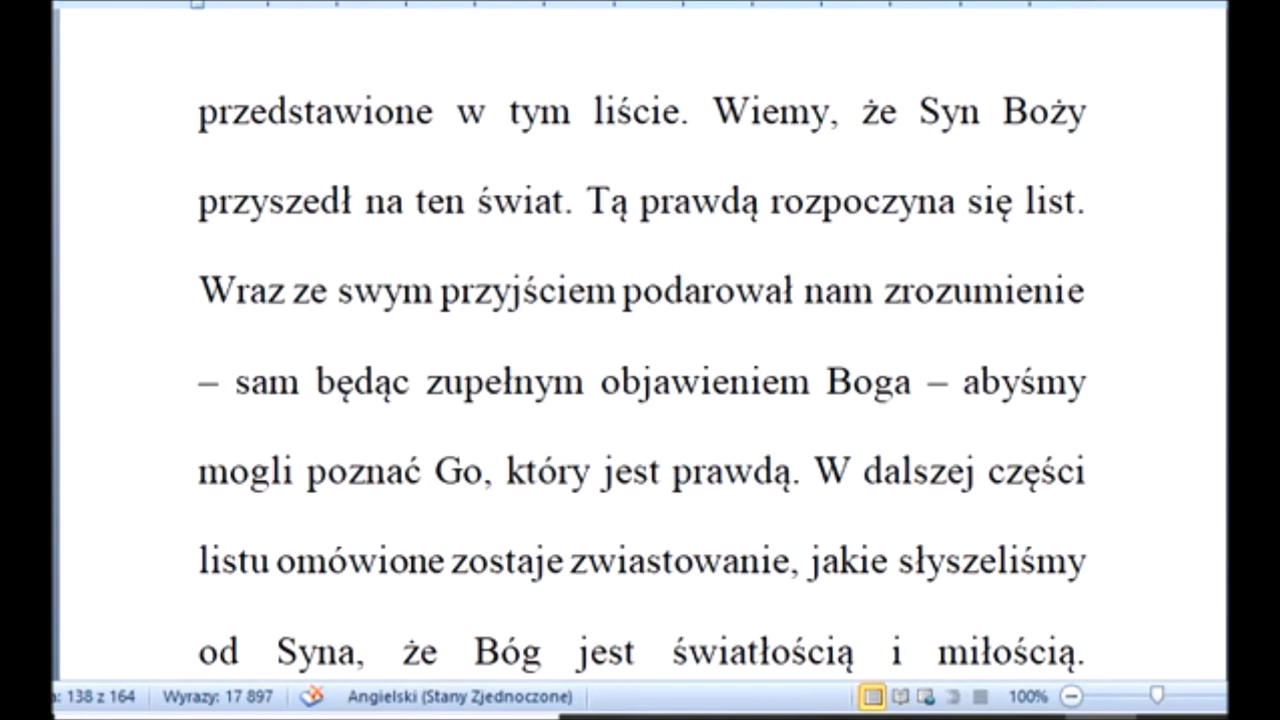 przedstawione w tym liście. Wiemy, że Syn Boży
przyszedł na ten świat. Tą prawdą rozpoczyna się list.
Wraz ze swym przyjściem podarował nam zrozumienie
– sam będąc zupełnym objawieniem Boga – abyśmy
mogli poznać Go, który jest prawdą. W dalszej części
listu omówione zostaje zwiastowanie, jakie słyszeliśmy
od Syna, że Bóg jest światłością i miłością.
: 138 z 164 Wyrazy: 17 897 Angielski (Stany Zjednoczone) 100%